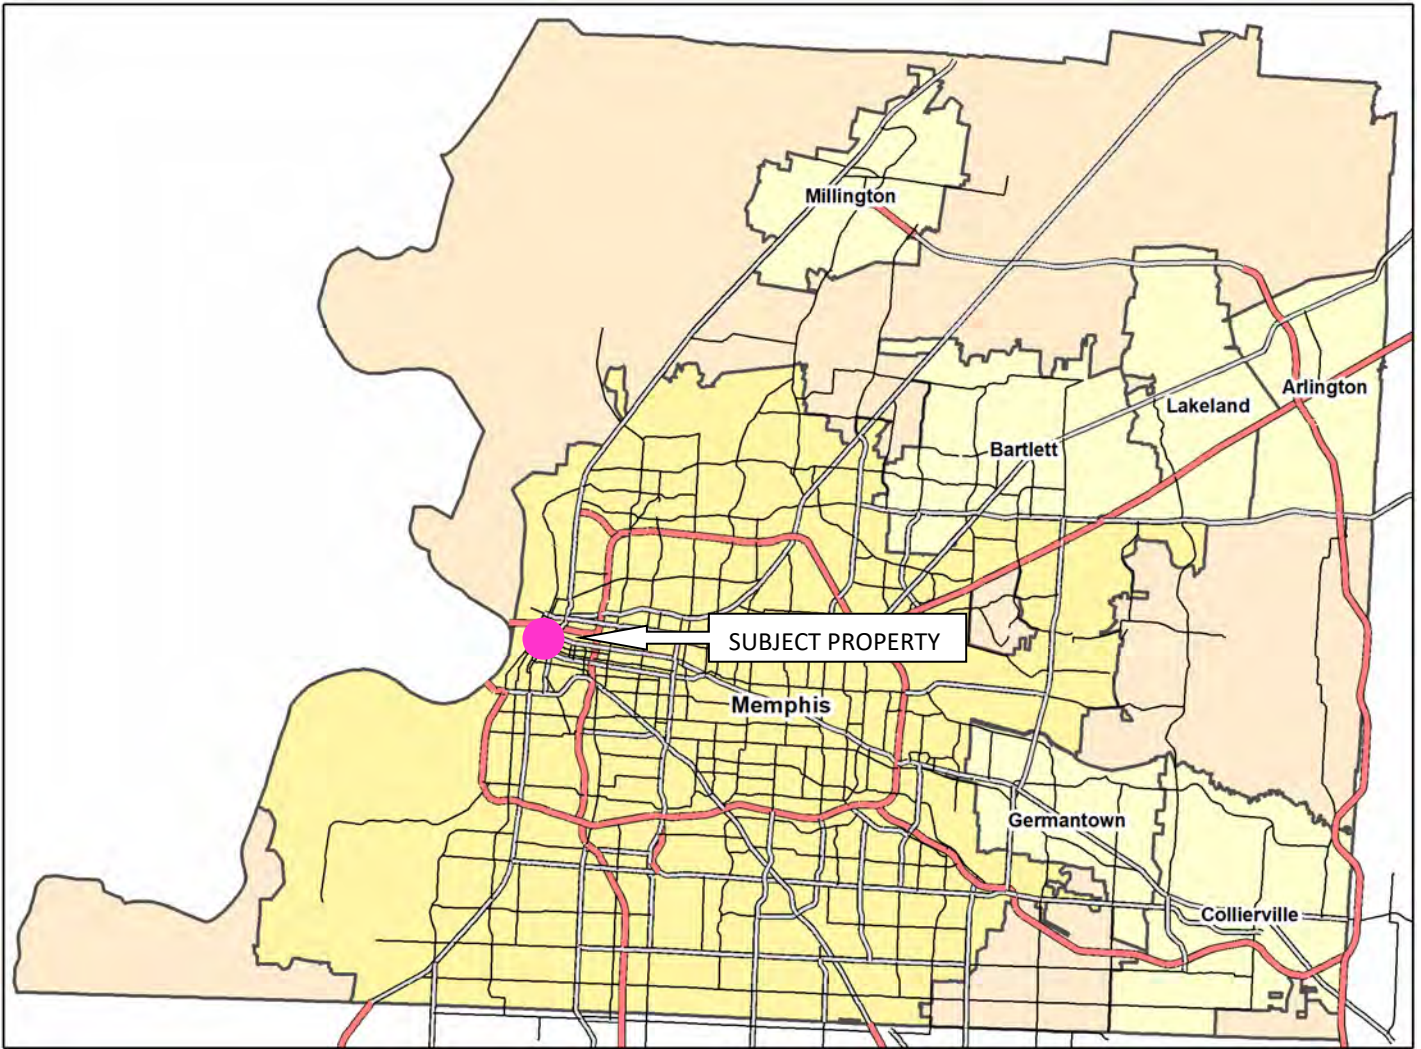 Millington
Arlington
Lakeland
Bartlett
SUBJECT PROPERTY
Memphis
Germantown
Collierville